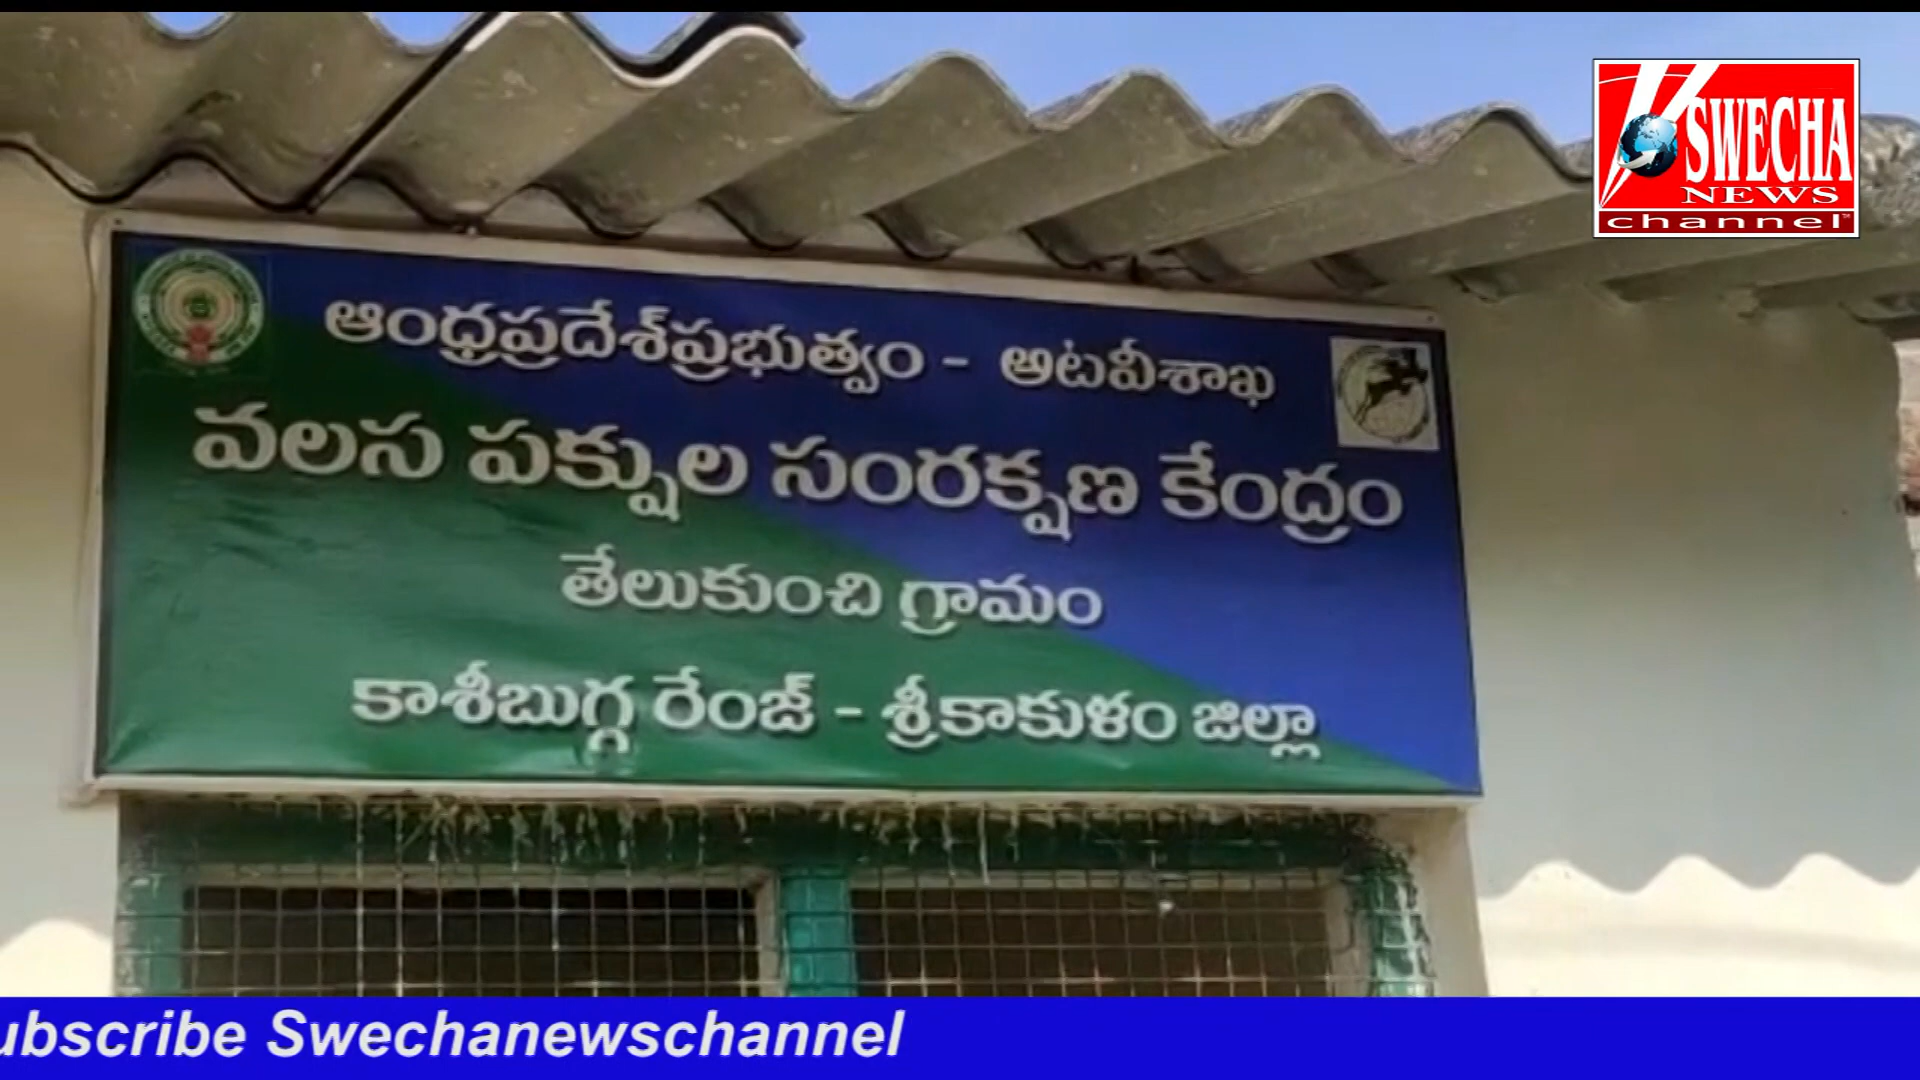 SWECHA
NEWS
channel
ఆంధ్రప్రదేశ్‌ప్రభుత్వం - అటవీశాఖ
వలస పక్షుల సంరక్షణ కేంద్రం
తేలుకుంచి గ్రామం
కాశీబుగ్గ రేంజ్ - శ్రీకాకుళం జిల్లా
ubscribe Swechanewschannel